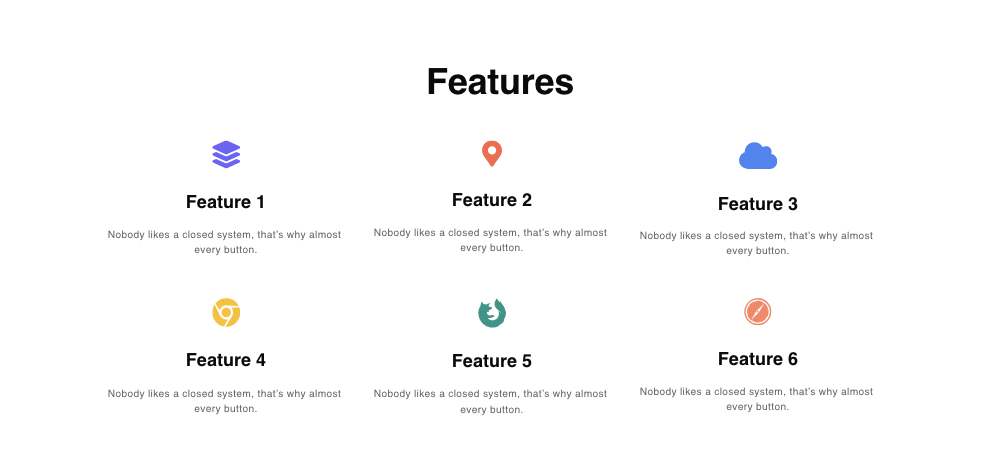 Features
Feature 1
Nobody likes a closed system, that's why almost
every button.
Feature 2
Nobody likes a closed system, that's why almost
every button.
Feature 3
Nobody likes a closed system, that's why almost
every button.
Feature 4
Nobody likes a closed system, that's why almost
every button.
Feature 5
Nobody likes a closed system, that's why almost
every button.
Feature 6
Nobody likes a closed system, that's why almost
every button.